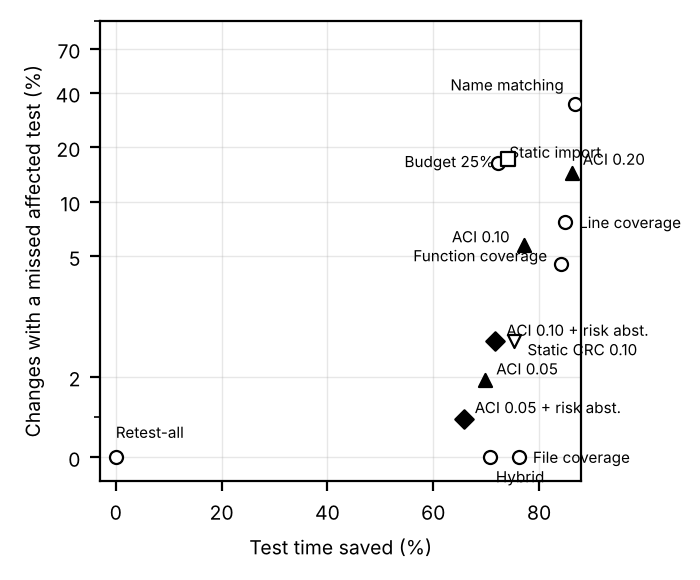 70
40
20
10
5
2
0
Changes with a missed affected test (%)
Name matching
Static import
Budget 25%
ACI 0.20
Line coverage
ACI 0.10
Function coverage
ACI 0.10 + risk abst.
Static CRC 0.10
ACI 0.05
ACI 0.05 + risk abst.
Retest-all
File coverage
Hybrid
0
20
40
60
80
Test time saved (%)